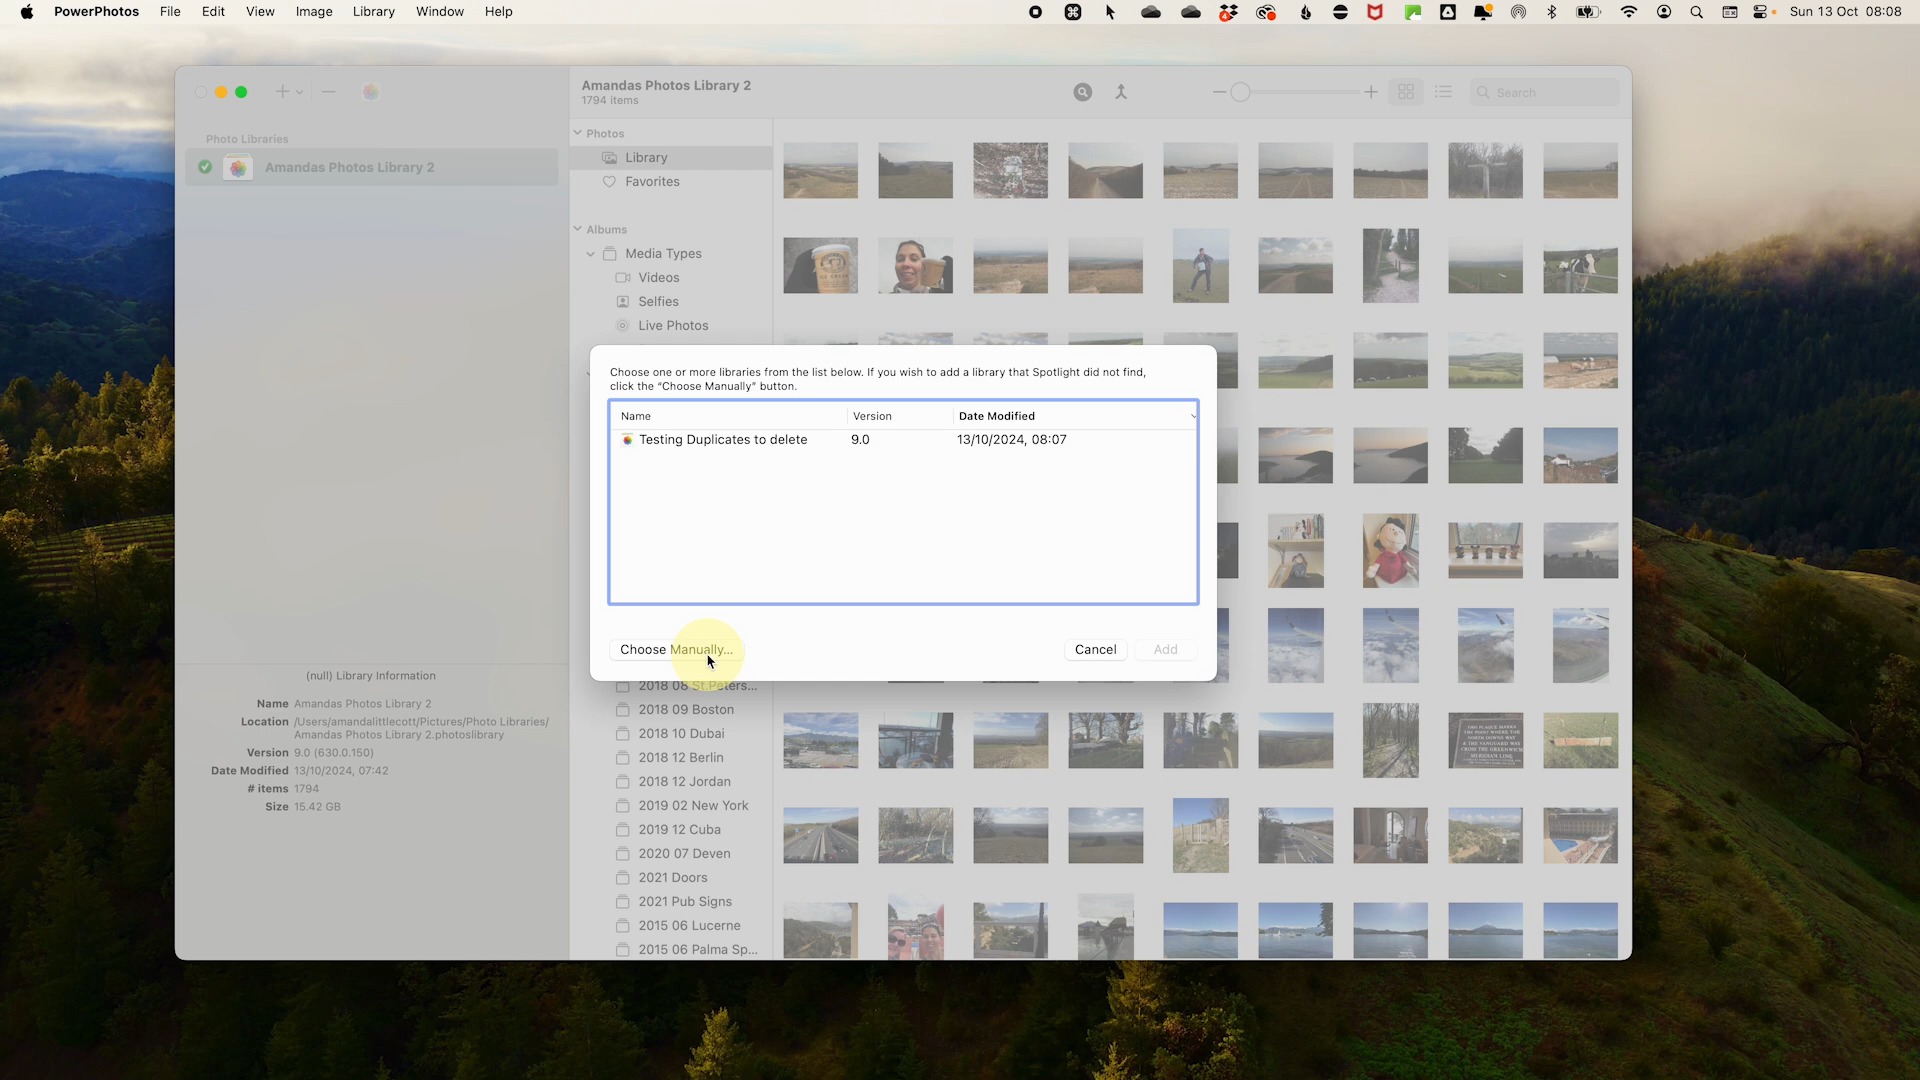 PowerPhotos File Edit View Image Library Window Help
4
Sun 13 Oct 08:08
Amandas Photos Library 2
1794 items
Search
Photo Libraries
Amandas Photos Library 2
Photos
Library
Favorites
Albums
Media Types
Videos
Selfies
Live Photos
Choose one or more libraries from the list below. If you wish to add a library that Spotlight did not find,
click the “Choose Manually” button.
Name Version Date Modified
Testing Duplicates to delete 9.0 13/10/2024, 08:07
Choose Manually... Cancel Add
2018 08 St.Peters...
2018 09 Boston
2018 10 Dubai
2018 12 Berlin
2018 12 Jordan
2019 02 New York
2019 12 Cuba
2020 07 Deven
2021 Doors
2021 Pub Signs
2015 06 Lucerne
2015 06 Palma Sp...
(null) Library Information
Name Amandas Photos Library 2
Location /Users/amandalittlecott/Pictures/Photo Libraries/
Amandas Photos Library 2.photoslibrary
Version 9.0 (630.0.150)
Date Modified 13/10/2024, 07:42
# items 1794
Size 15.42 GB